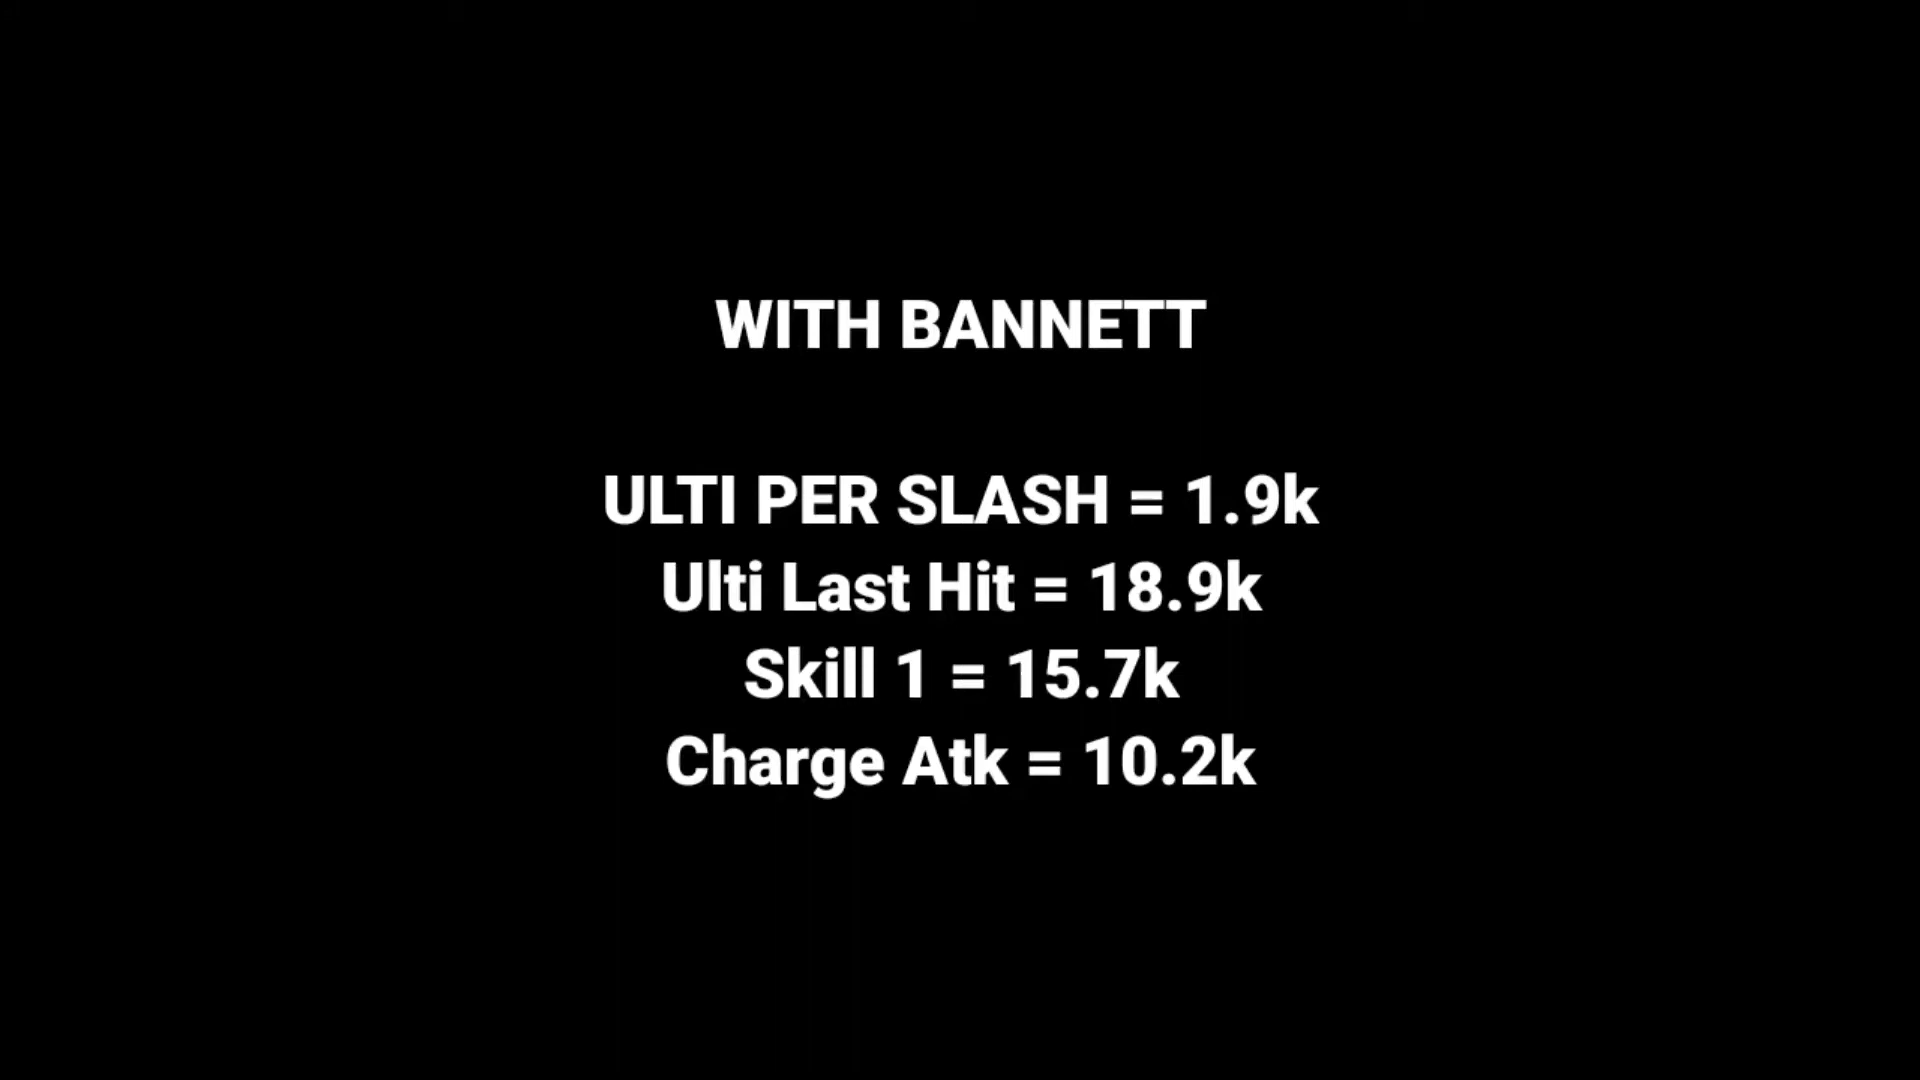 WITH BANNETT
ULTI PER SLASH = 1.9k
Ulti Last Hit = 18.9k
Skill 1 = 15.7k
Charge Atk = 10.2k